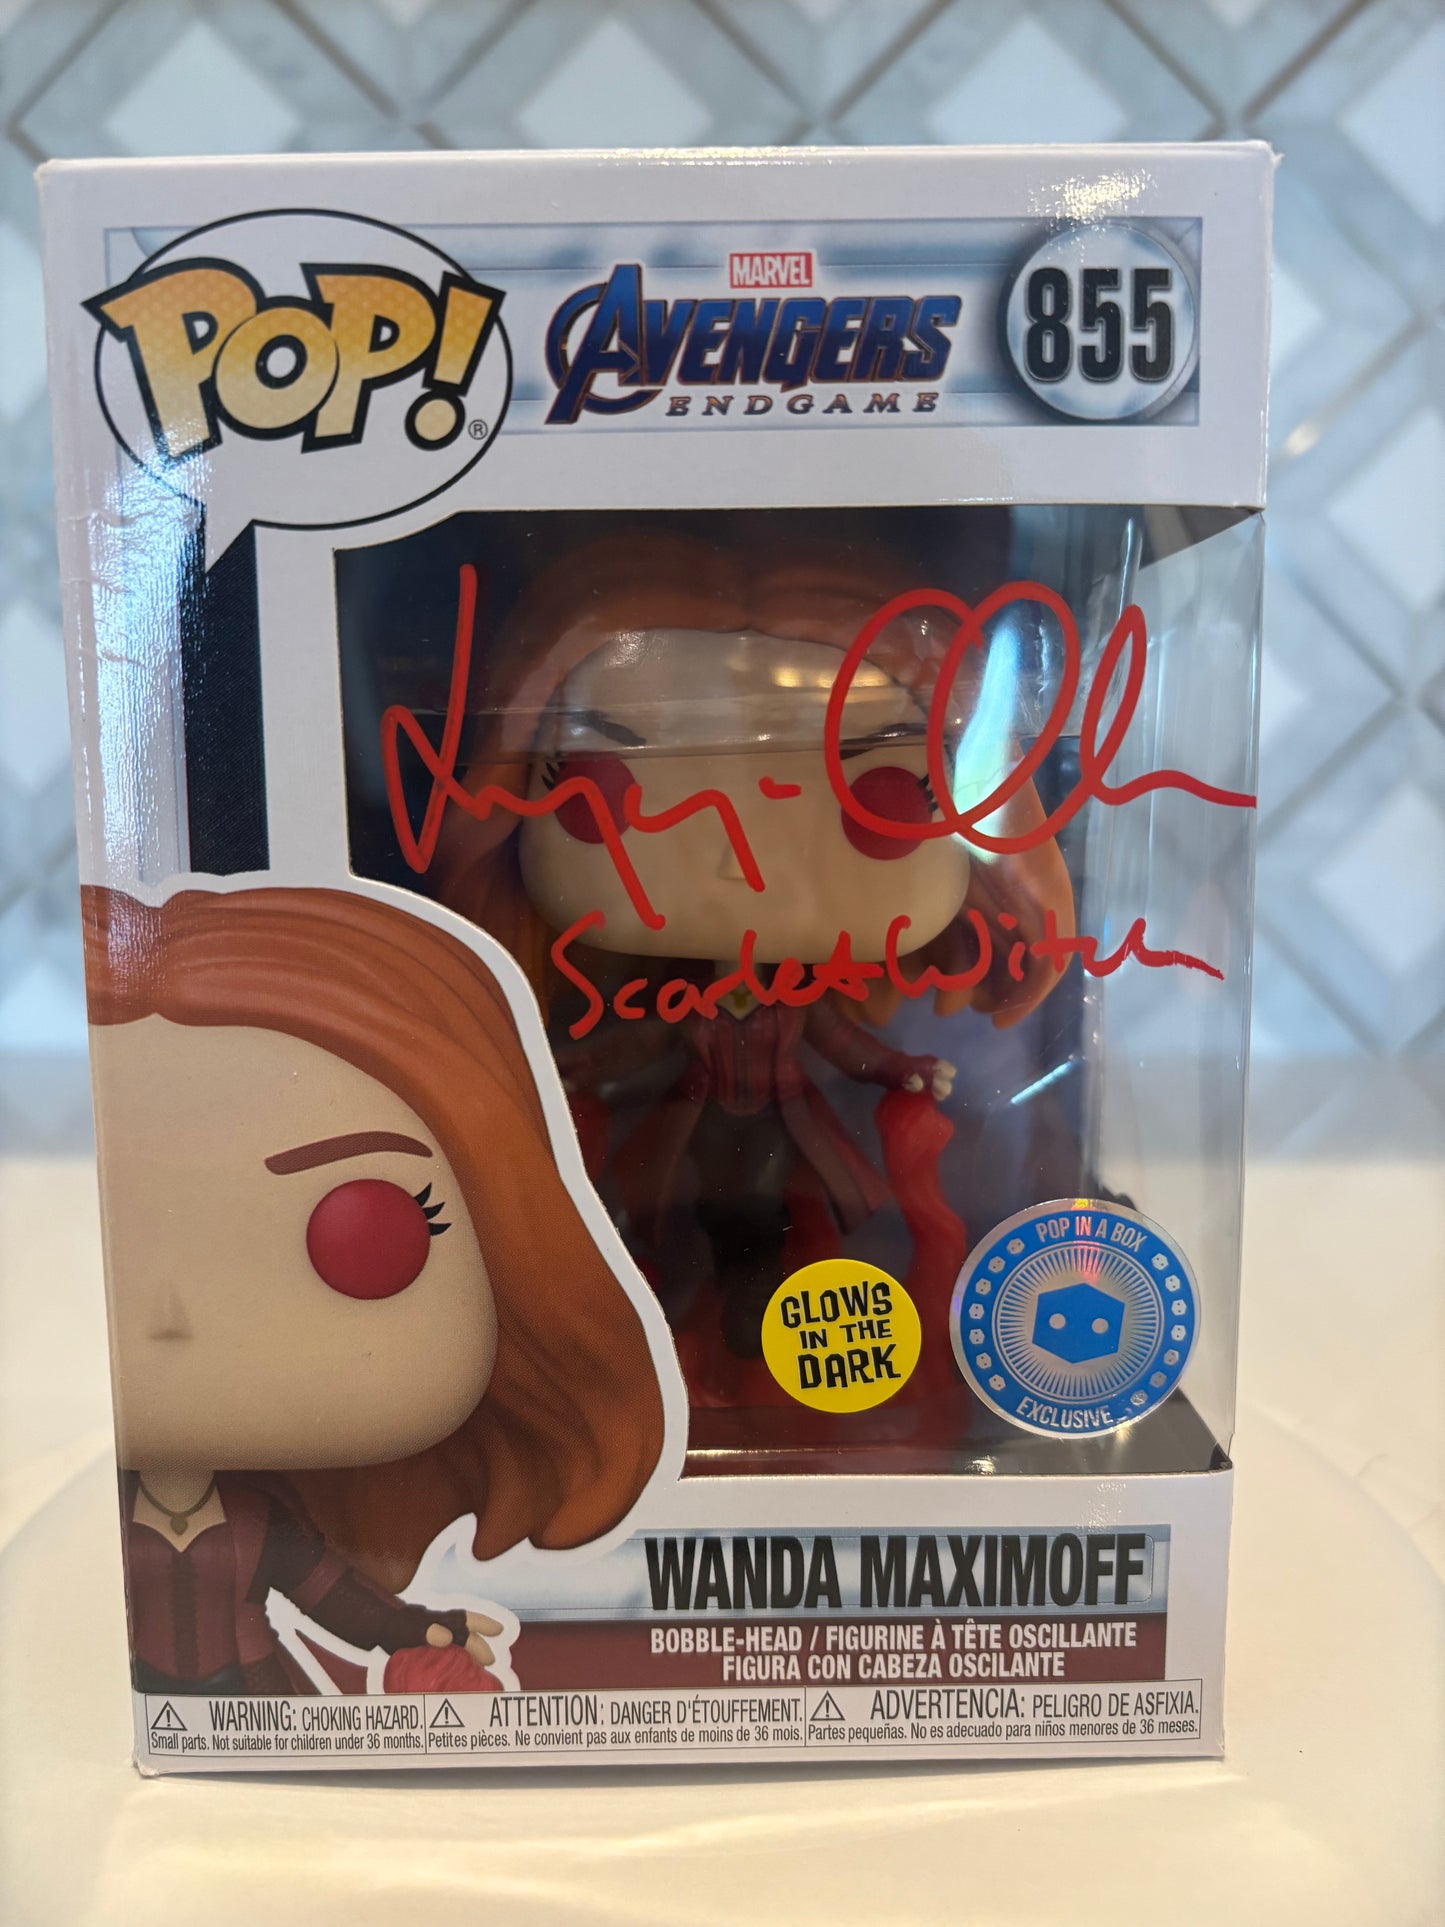 POP!®
MARVEL
AVENGERS
ENDGAME
855
Scarlet Witch
POP IN A BOX
EXCLUSIVE
GLOWS
IN THE
DARK
WANDA MAXIMOFF
BOBBLE-HEAD / FIGURINE À TÊTE OSCILLANTE
FIGURA CON CABEZA OSCILANTE
WARNING: CHOKING HAZARD.
Small parts. Not suitable for children under 36 months.
ATTENTION: DANGER D'ÉTOUFFEMENT.
Petites pièces. Ne convient pas aux enfants de moins de 36 mois.
ADVERTENCIA: PELIGRO DE ASFIXIA.
Partes pequeñas. No es adecuado para niños menores de 36 meses.